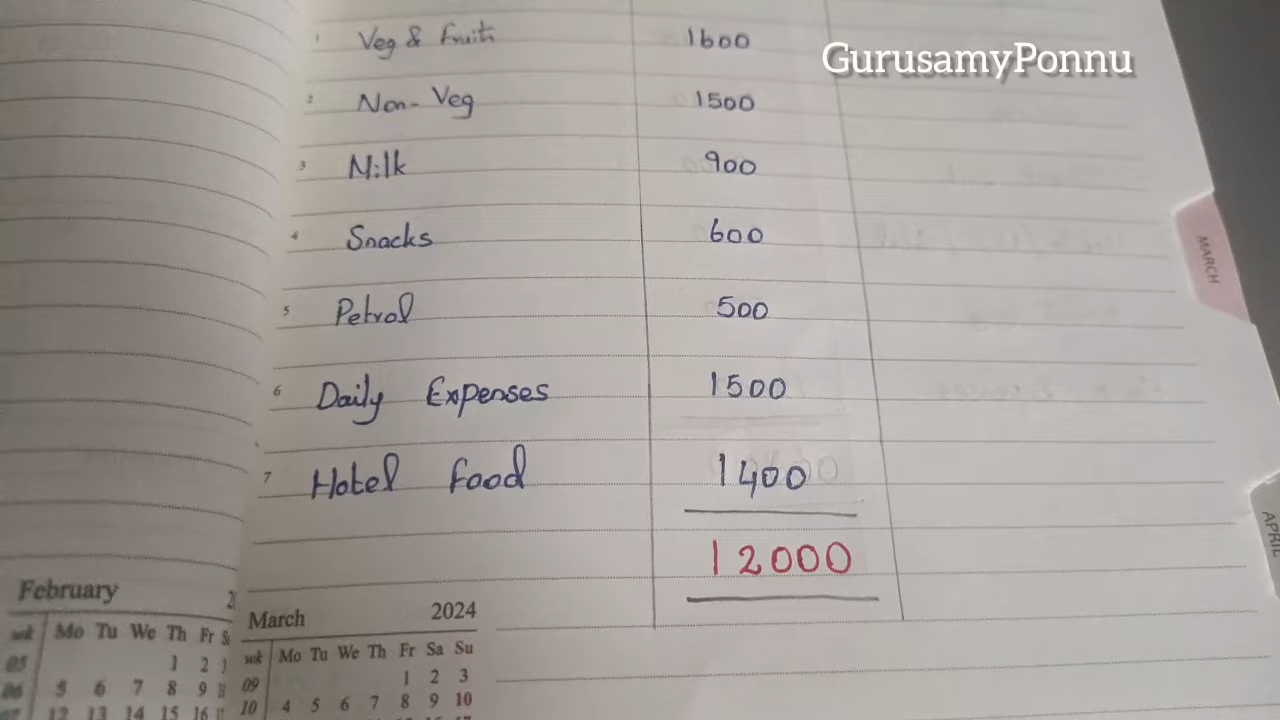 GurusamyPonnu
1 Veg & Fruits 1600
2 Non-Veg 1500
3 Milk 900
4 Snacks 600
5 Petrol 500
6 Daily Expenses 1500
7 Hotel Food 1400
12000
MARCH
APRIL
February
wk Mo Tu We Th Fr
05 1 2
06 5 6 7 8 9
12 13 14 15 16
March 2024
wk Mo Tu We Th Fr Sa Su
09 1 2 3
10 4 5 6 7 8 9 10